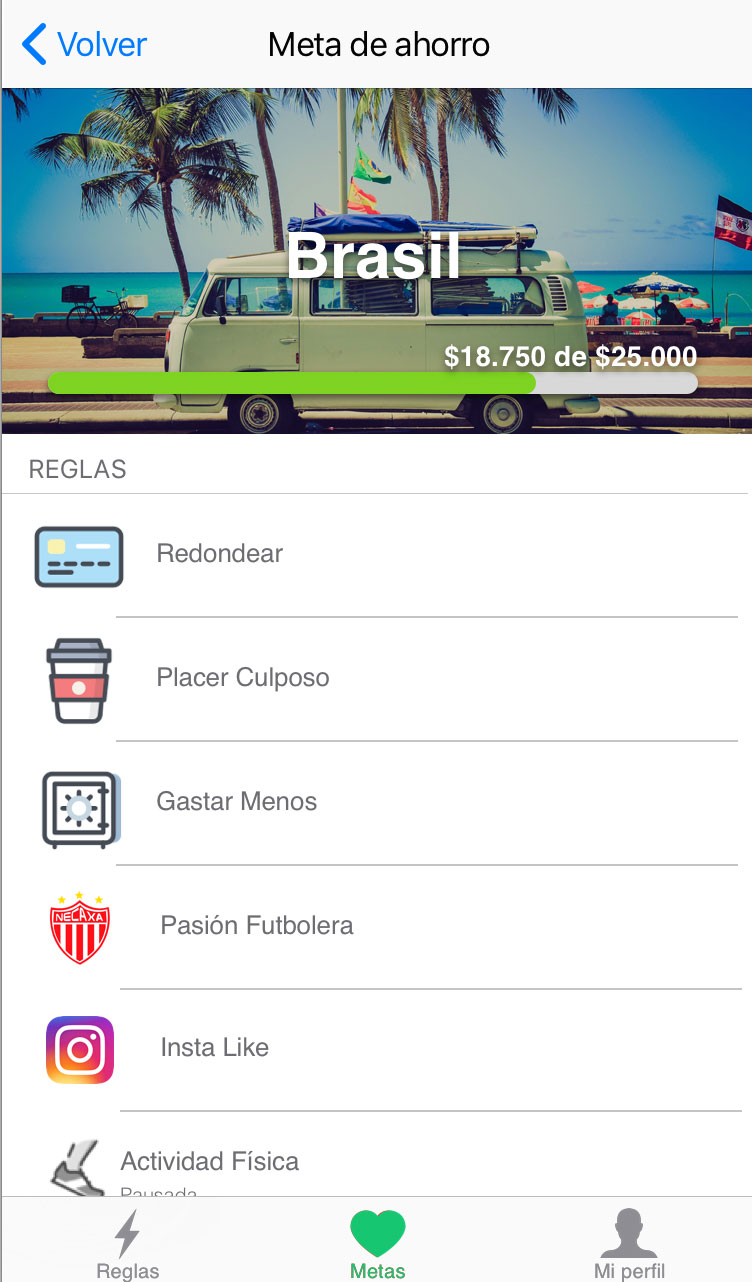 Volver
Meta de ahorro
Brasil
$18.750 de $25.000
REGLAS
Redondear
Placer Culposo
Gastar Menos
NECAXA
Pasión Futbolera
Insta Like
Actividad Física
Pausada
Reglas
Metas
Mi perfil